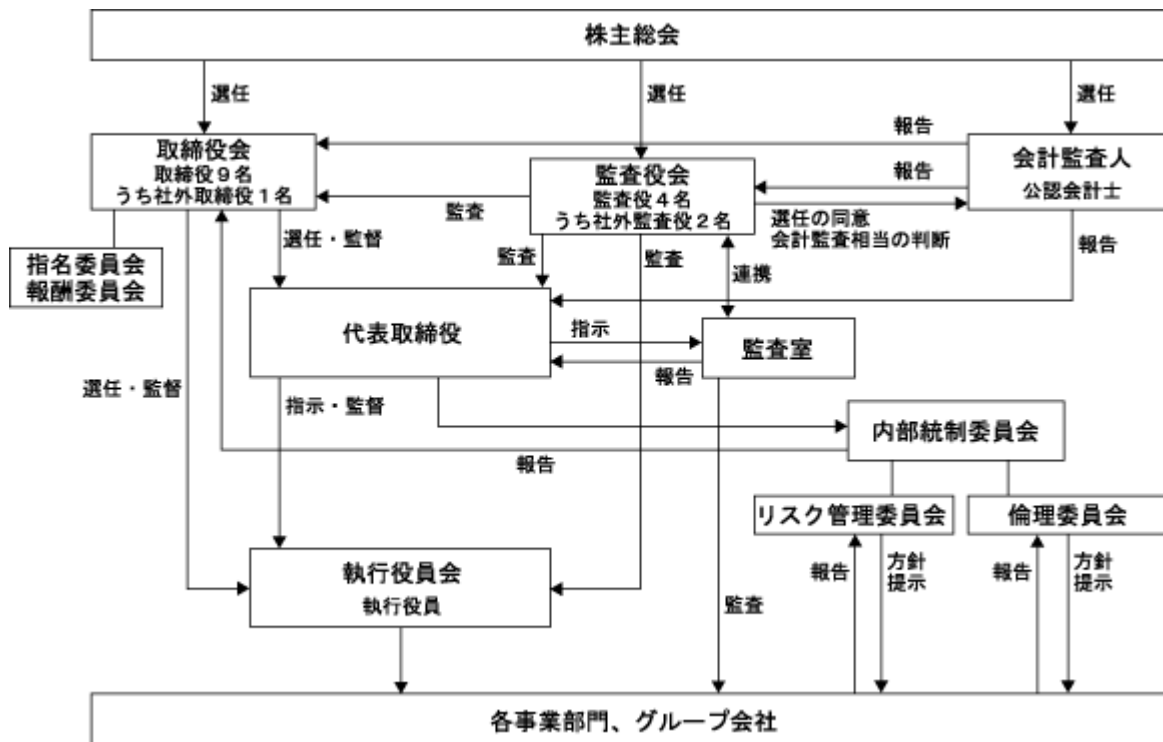 株主総会
選任
選任
選任
取締役会
取締役９名
うち社外取締役１名
監査役会
監査役４名
うち社外監査役２名
会計監査人
公認会計士
報告
報告
監査
選任の同意
会計監査相当の判断
選任・監督
監査
監査
連携
報告
指名委員会
報酬委員会
代表取締役
指示
報告
監査室
選任・監督
指示・監督
内部統制委員会
報告
リスク管理委員会
倫理委員会
執行役員会
執行役員
報告
方針
提示
報告
方針
提示
監査
各事業部門、グループ会社